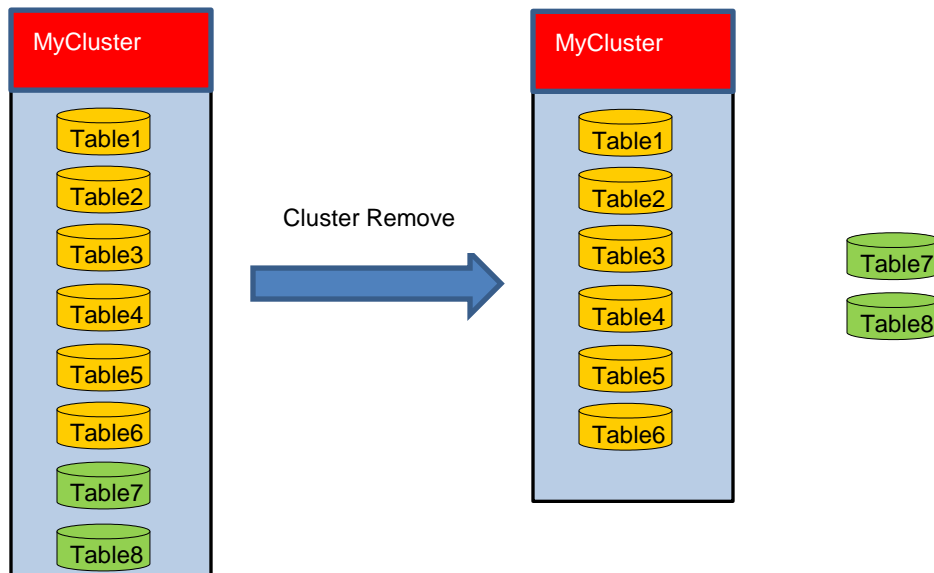 MyCluster
Table1
Table2
Table3
Table4
Table5
Table6
Table7
Table8
Cluster Remove
MyCluster
Table1
Table2
Table3
Table4
Table5
Table6
Table7
Table8